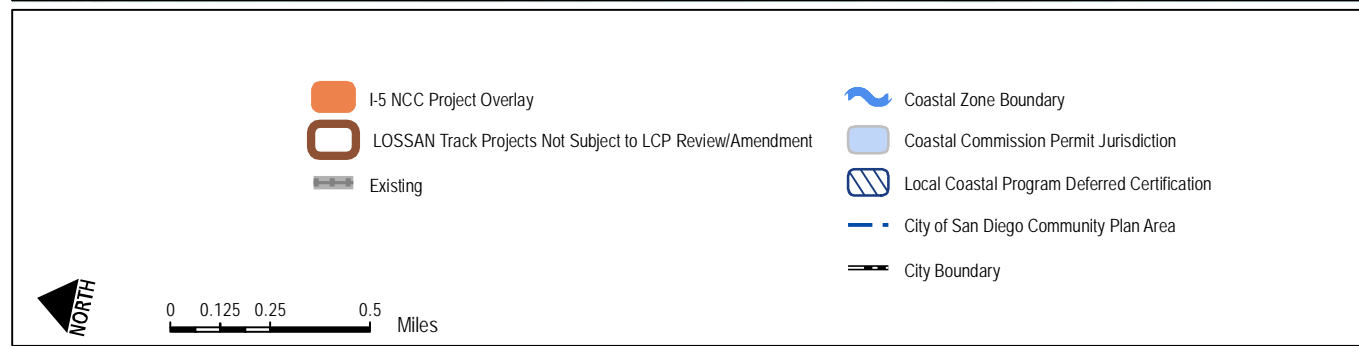 I-5 NCC Project Overlay
LOSSAN Track Projects Not Subject to LCP Review/Amendment
Existing
Coastal Zone Boundary
Coastal Commission Permit Jurisdiction
Local Coastal Program Deferred Certification
City of San Diego Community Plan Area
City Boundary
NORTH
0 0.125 0.25 0.5
Miles